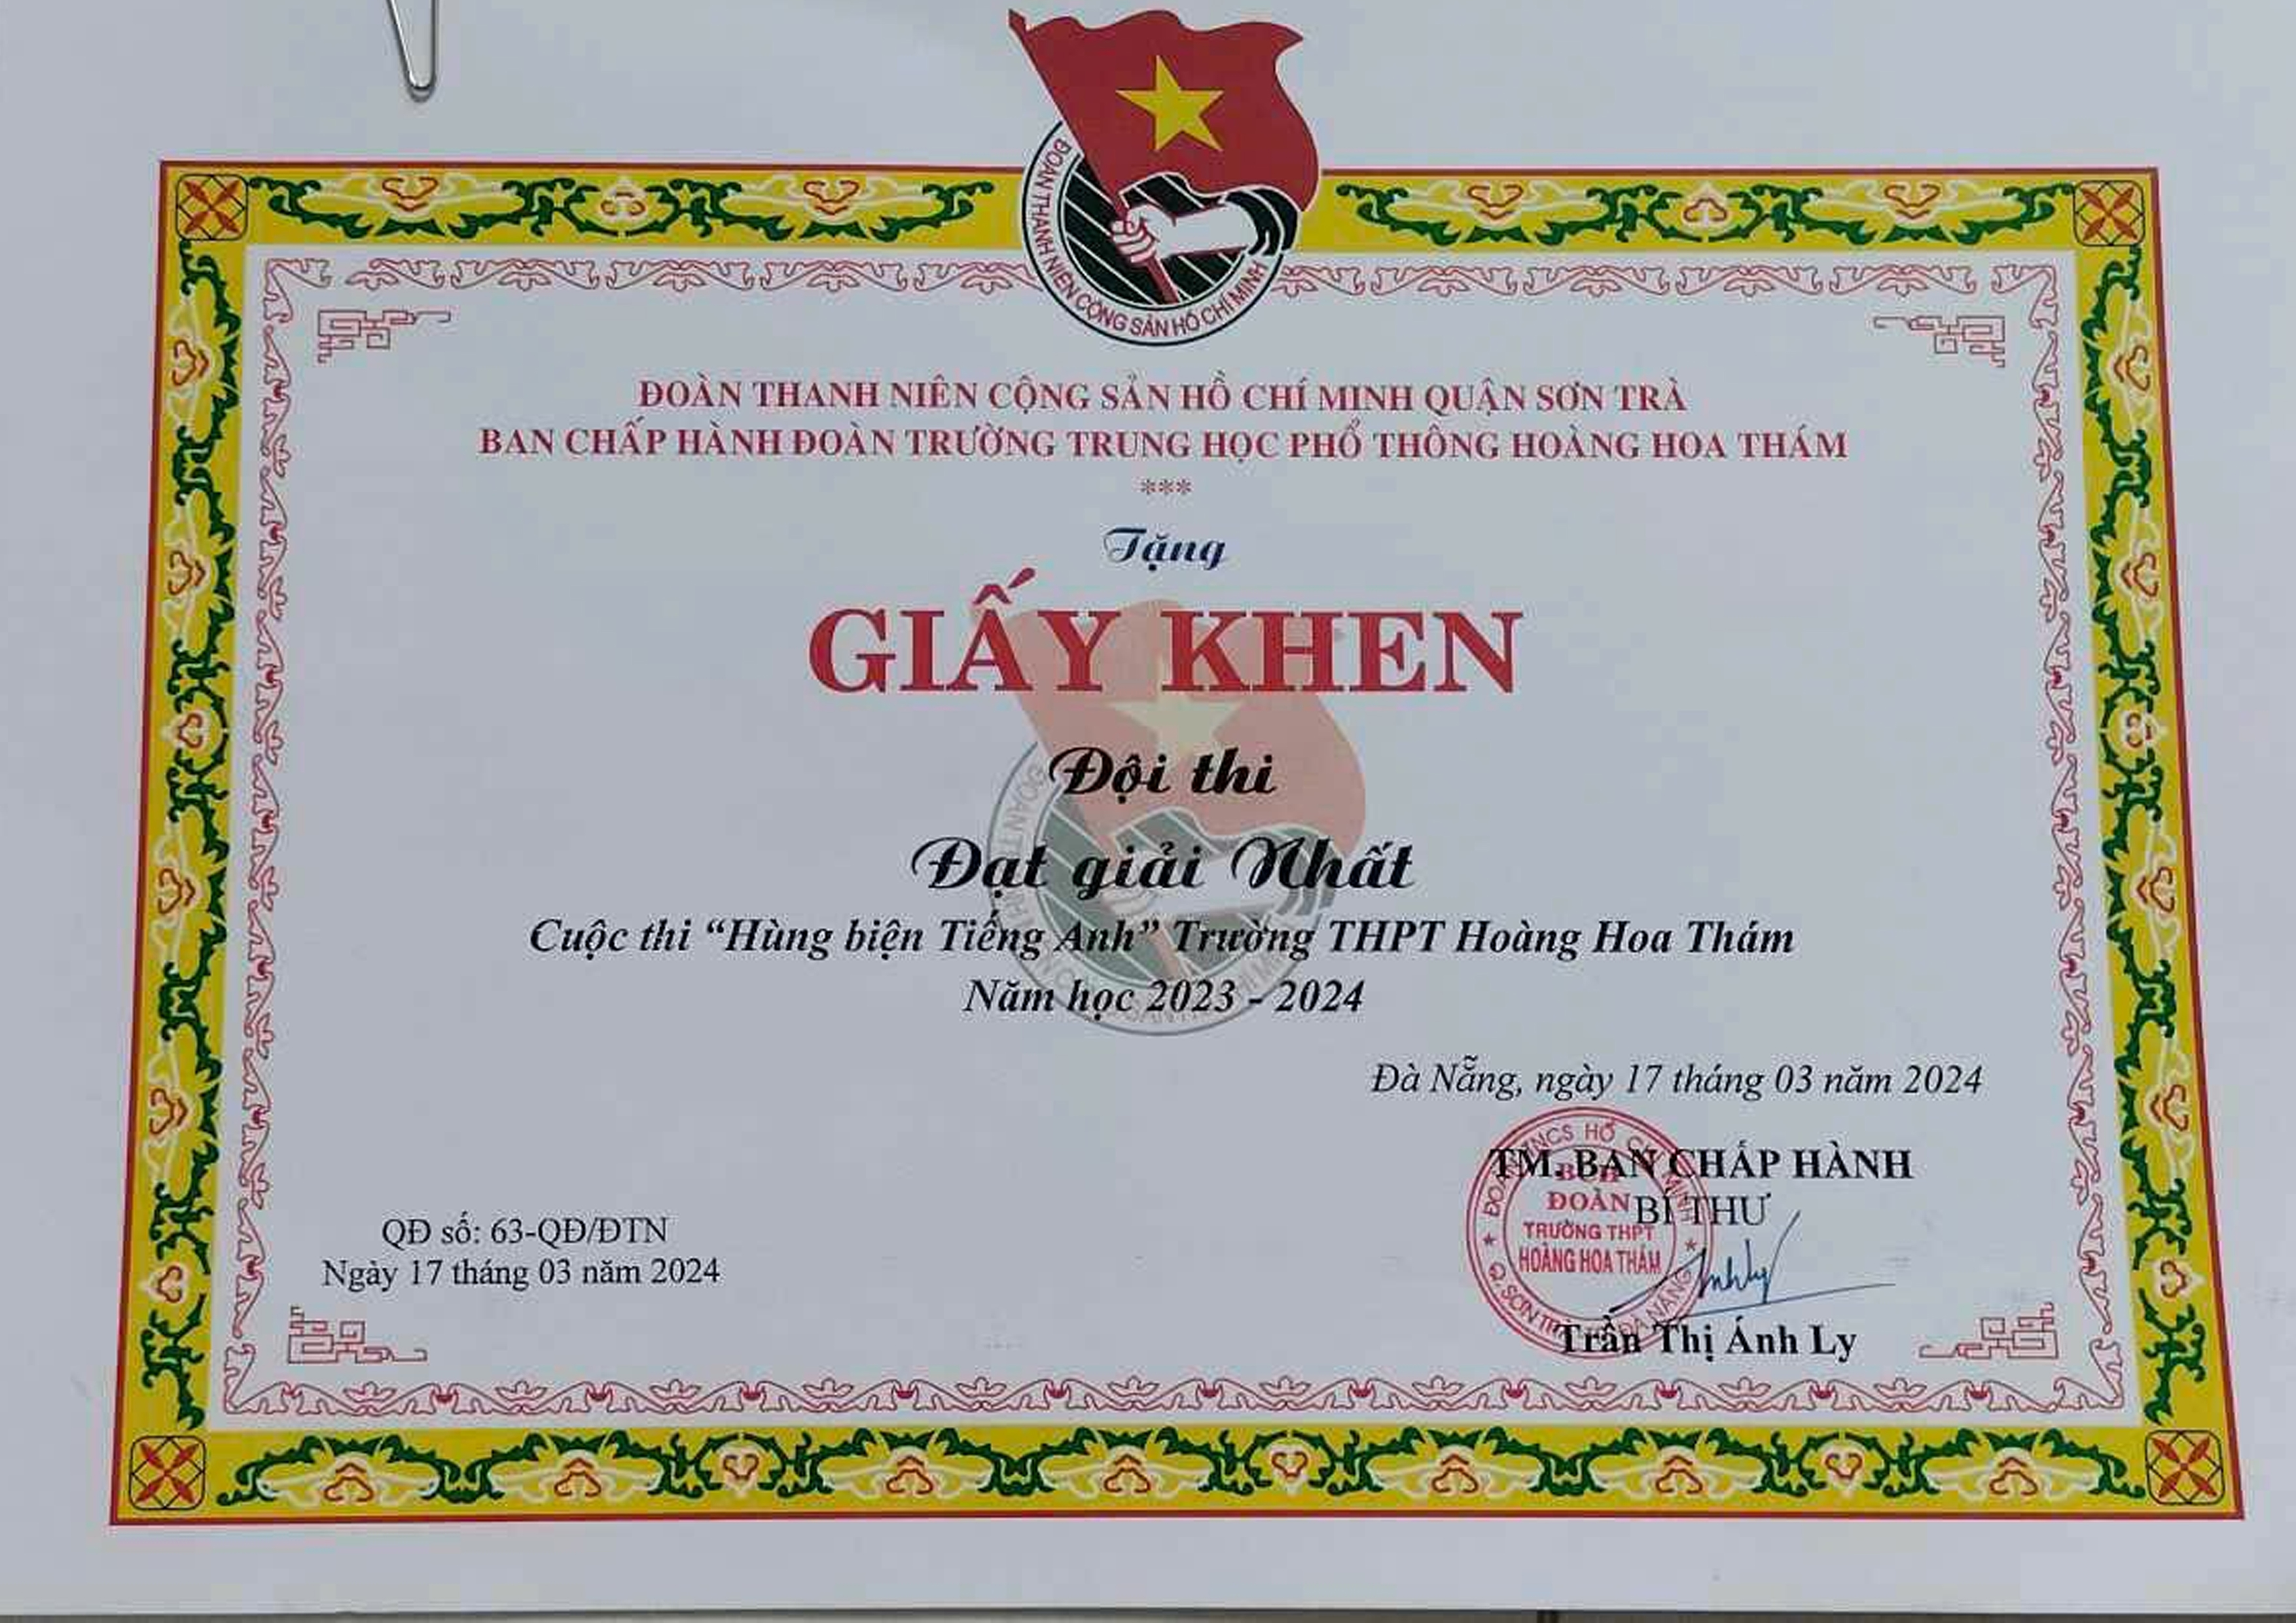 ĐOÀN THANH NIÊN CỘNG SẢN HỒ CHÍ MINH
ĐOÀN THANH NIÊN CỘNG SẢN HỒ CHÍ MINH QUẬN SƠN TRÀ
BAN CHẤP HÀNH ĐOÀN TRƯỜNG TRUNG HỌC PHỔ THÔNG HOÀNG HOA THÁM
***
Tặng
GIẤY KHEN
Đội thi
Đạt giải Nhất
Cuộc thi “Hùng biện Tiếng Anh” Trường THPT Hoàng Hoa Thám
Năm học 2023 - 2024
Đà Nẵng, ngày 17 tháng 03 năm 2024
TM. BAN CHẤP HÀNH
BÍ THƯ
ĐOÀN TNCS HỒ CHÍ MINH
BCH
ĐOÀN
TRƯỜNG THPT
HOÀNG HOA THÁM
Trần Thị Ánh Ly
QĐ số: 63-QĐ/ĐTN
Ngày 17 tháng 03 năm 2024